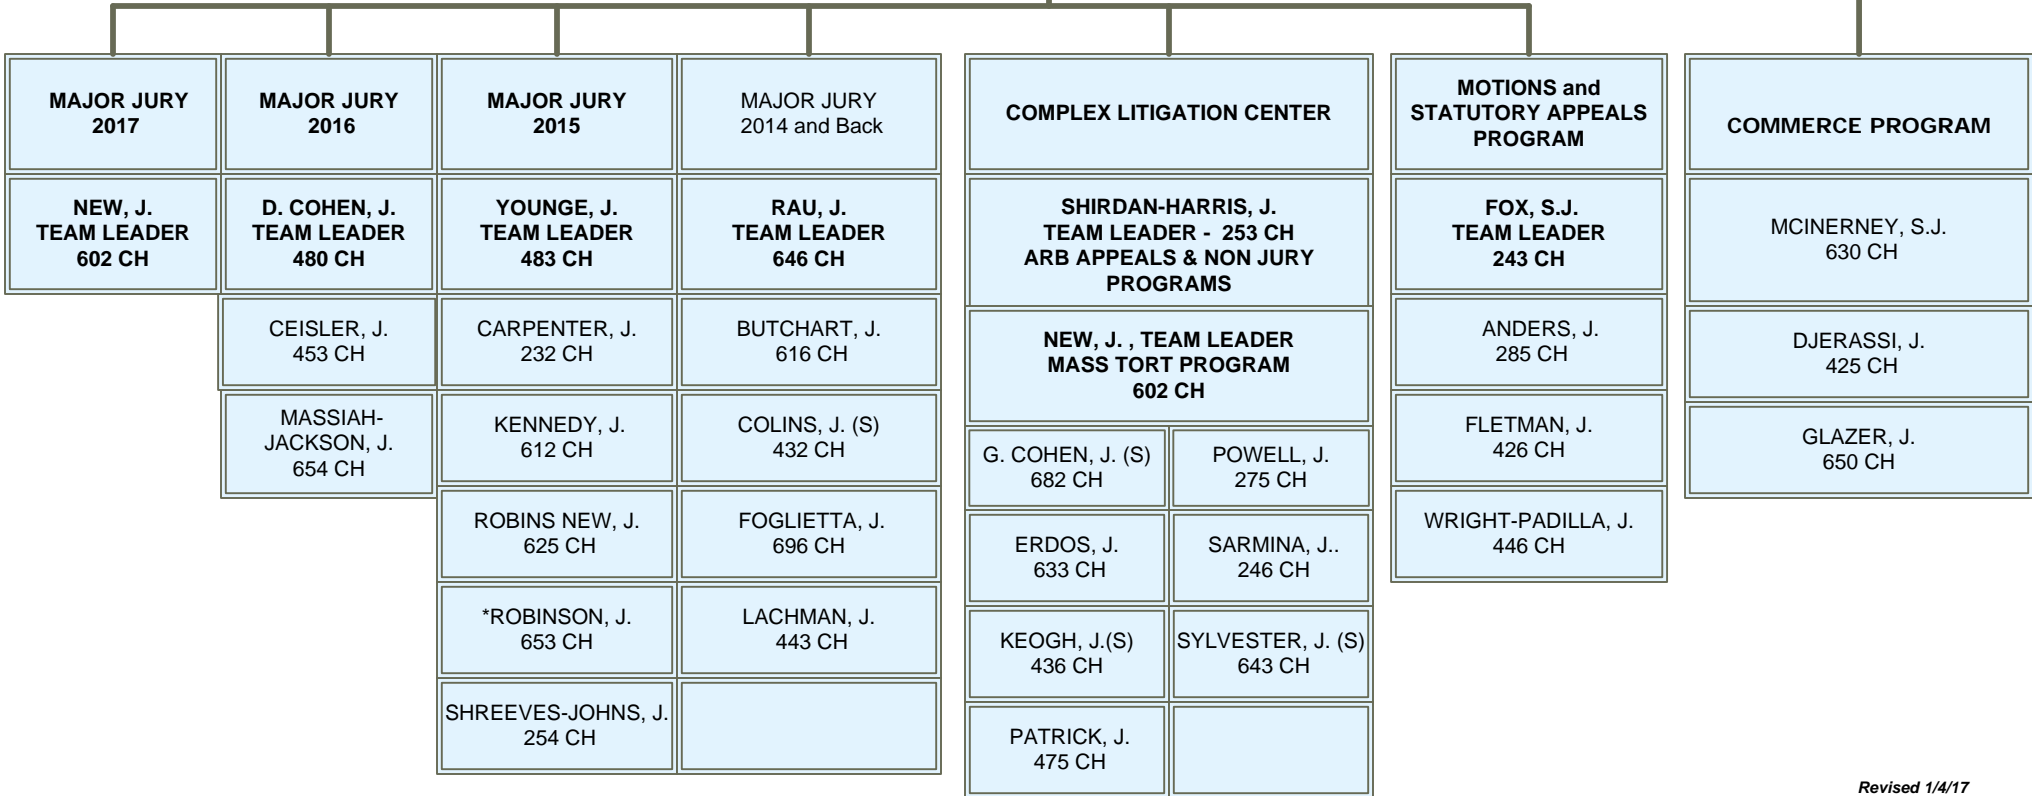 MAJOR JURY
2017
NEW, J.
TEAM LEADER
602 CH
MAJOR JURY
2016
D. COHEN, J.
TEAM LEADER
480 CH
CEISLER, J.
453 CH
MASSIAH-
JACKSON, J.
654 CH
MAJOR JURY
2015
YOUNGE, J.
TEAM LEADER
483 CH
CARPENTER, J.
232 CH
KENNEDY, J.
612 CH
ROBINS NEW, J.
625 CH
*ROBINSON, J.
653 CH
SHREEVES-JOHNS, J.
254 CH
MAJOR JURY
2014 and Back
RAU, J.
TEAM LEADER
646 CH
BUTCHART, J.
616 CH
COLINS, J. (S)
432 CH
FOGLIETTA, J.
696 CH
LACHMAN, J.
443 CH
COMPLEX LITIGATION CENTER
SHIRDAN-HARRIS, J.
TEAM LEADER - 253 CH
ARB APPEALS & NON JURY
PROGRAMS
NEW, J. , TEAM LEADER
MASS TORT PROGRAM
602 CH
G. COHEN, J. (S)
682 CH
POWELL, J.
275 CH
ERDOS, J.
633 CH
SARMINA, J..
246 CH
KEOGH, J.(S)
436 CH
SYLVESTER, J. (S)
643 CH
PATRICK, J.
475 CH
MOTIONS and
STATUTORY APPEALS
PROGRAM
FOX, S.J.
TEAM LEADER
243 CH
ANDERS, J.
285 CH
FLETMAN, J.
426 CH
WRIGHT-PADILLA, J.
446 CH
COMMERCE PROGRAM
MCINERNEY, S.J.
630 CH
DJERASSI, J.
425 CH
GLAZER, J.
650 CH
Revised 1/4/17